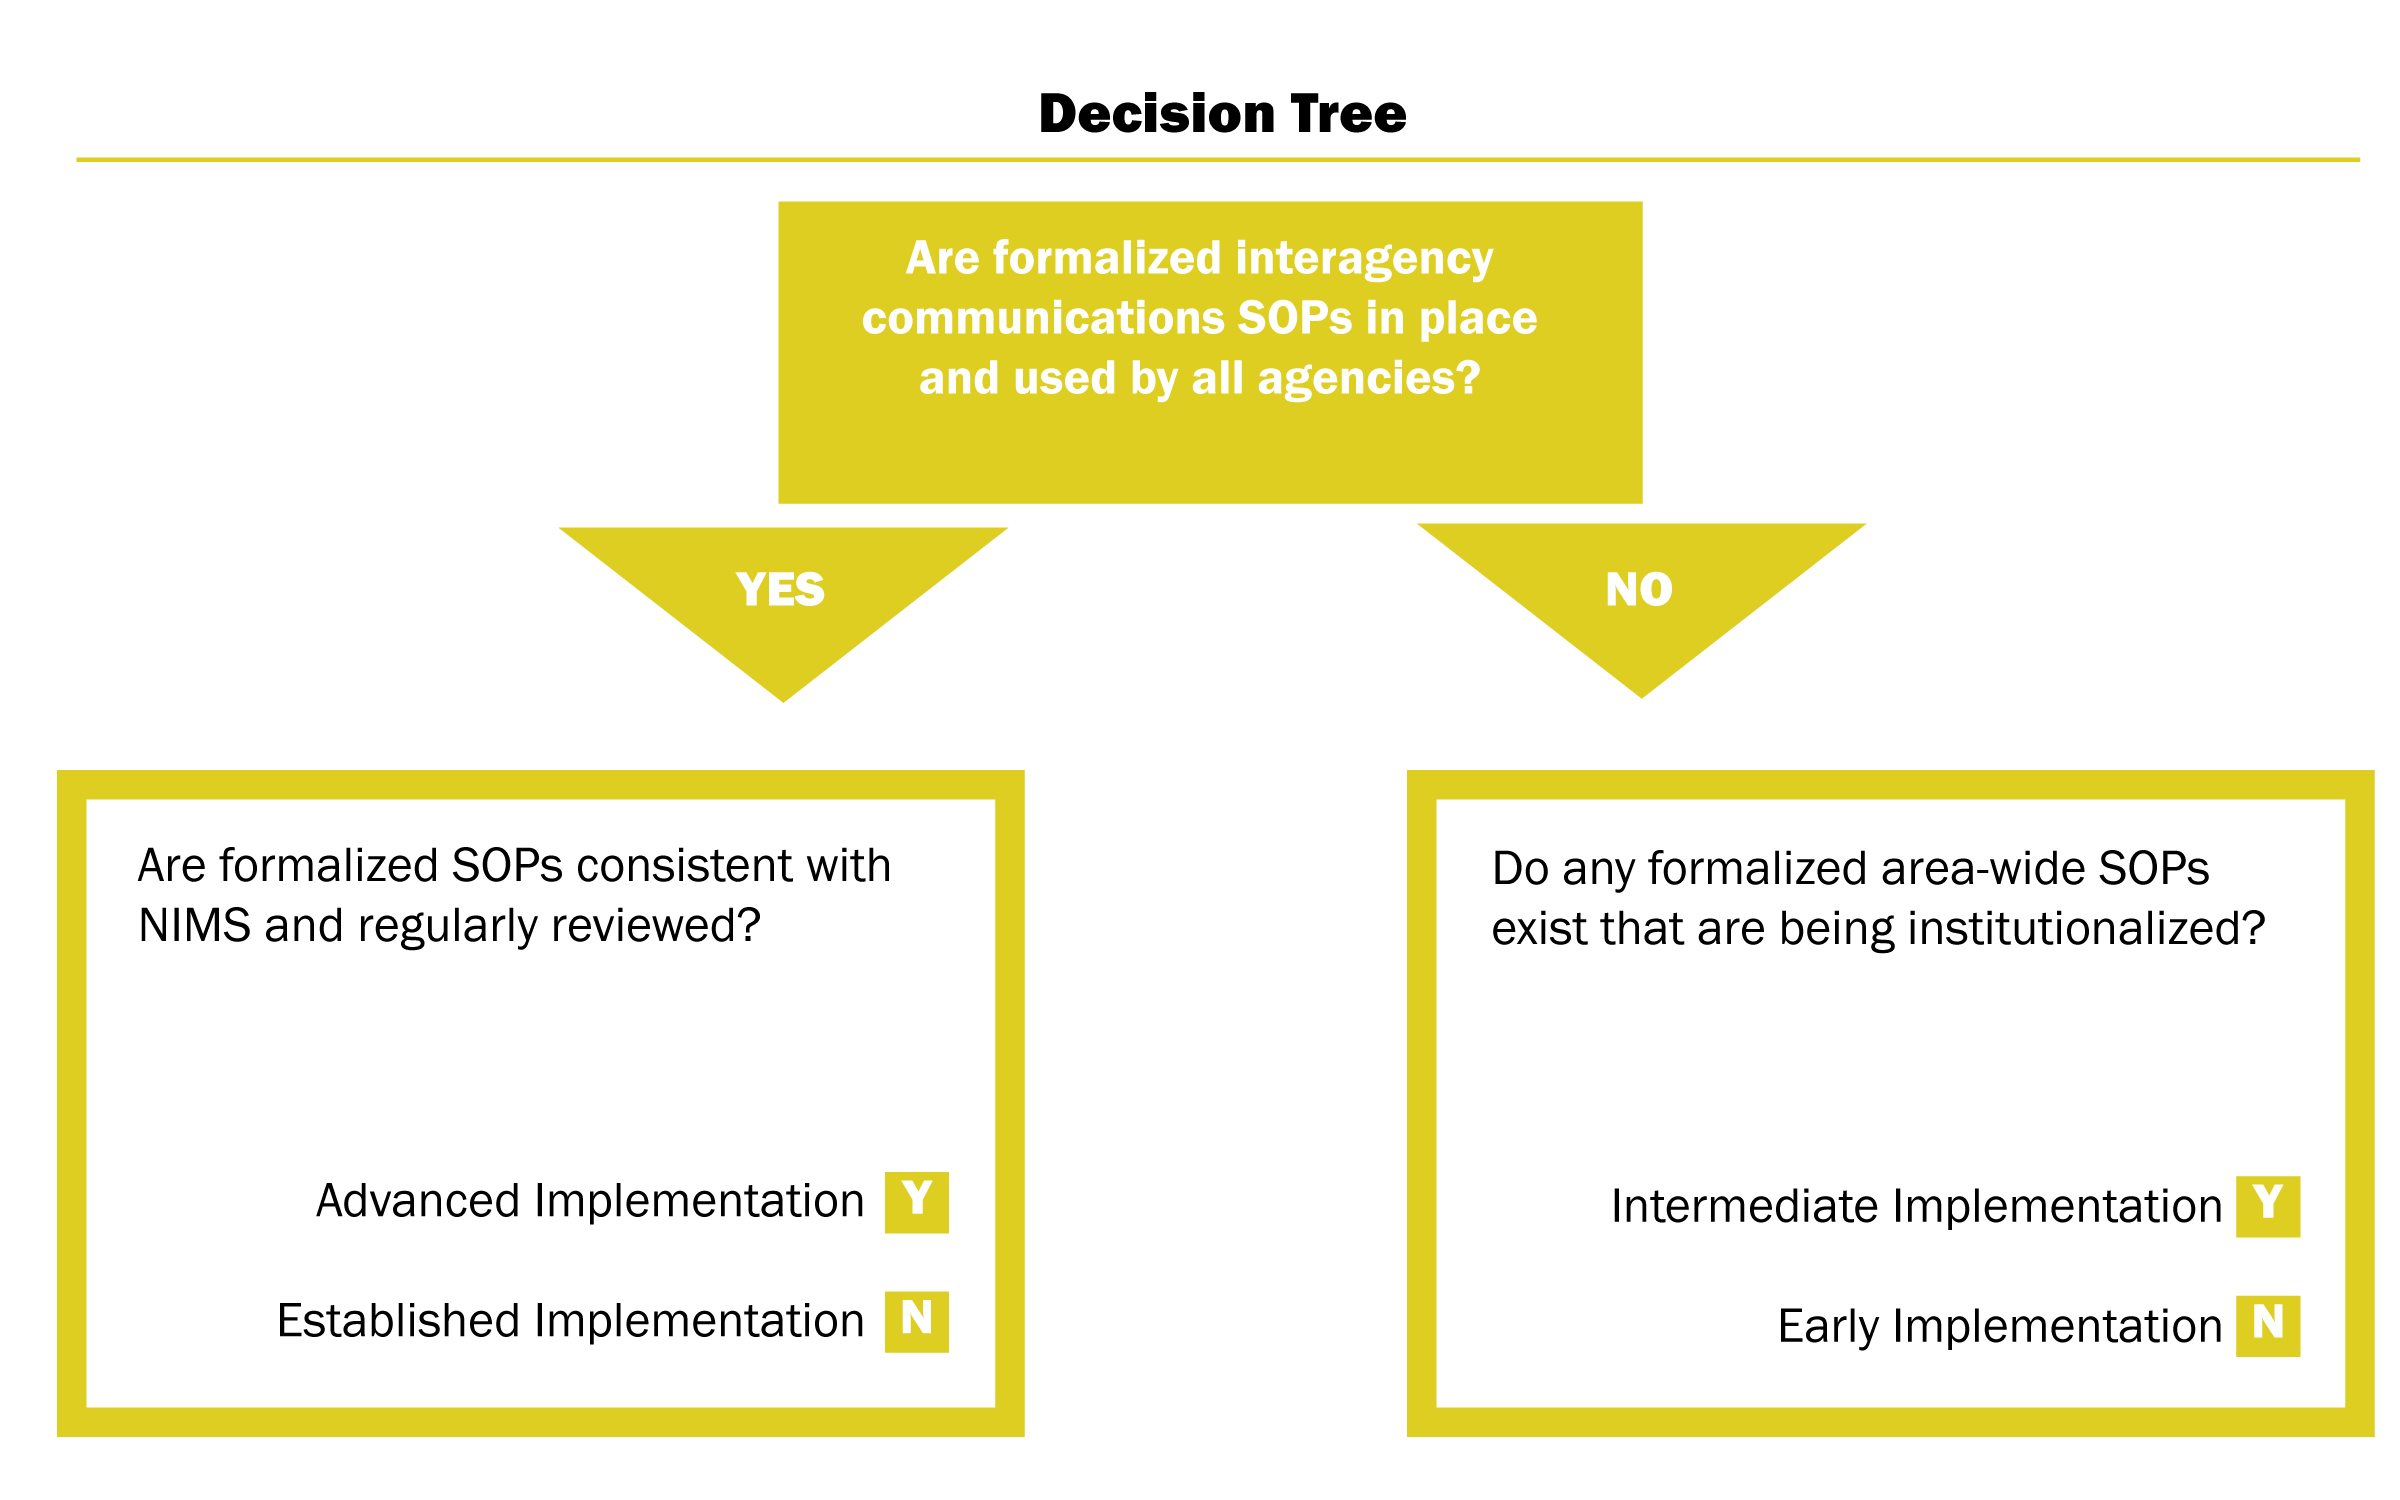 Decision Tree
Are formalized interagency
communications SOPs in place
and used by all agencies?
YES
NO
Are formalized SOPs consistent with
NIMS and regularly reviewed?
Advanced Implementation Y
Established Implementation N
Do any formalized area-wide SOPs
exist that are being institutionalized?
Intermediate Implementation Y
Early Implementation N